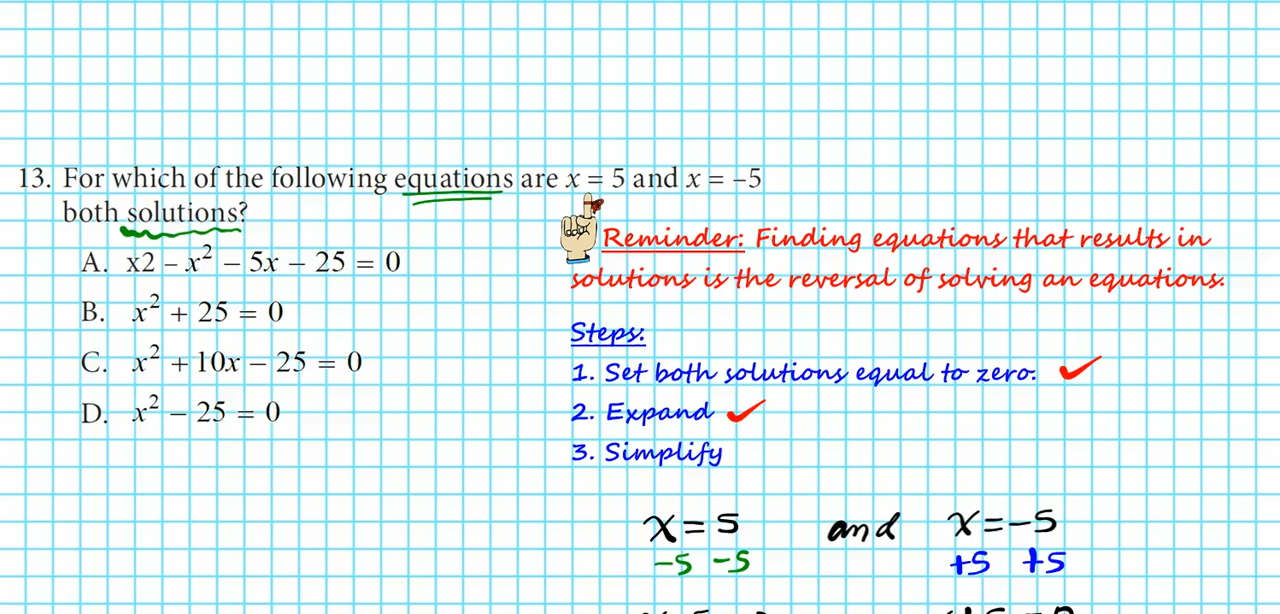 13. For which of the following equations are x = 5 and x = −5
both solutions?
A. x2 – x² − 5x − 25 = 0
B. x² + 25 = 0
C. x² + 10x − 25 = 0
D. x² − 25 = 0
Reminder: Finding equations that results in
solutions is the reversal of solving an equations.
Steps:
1. Set both solutions equal to zero. ✓
2. Expand ✓
3. Simplify
x = 5 and x = −5
−5 −5 +5 +5